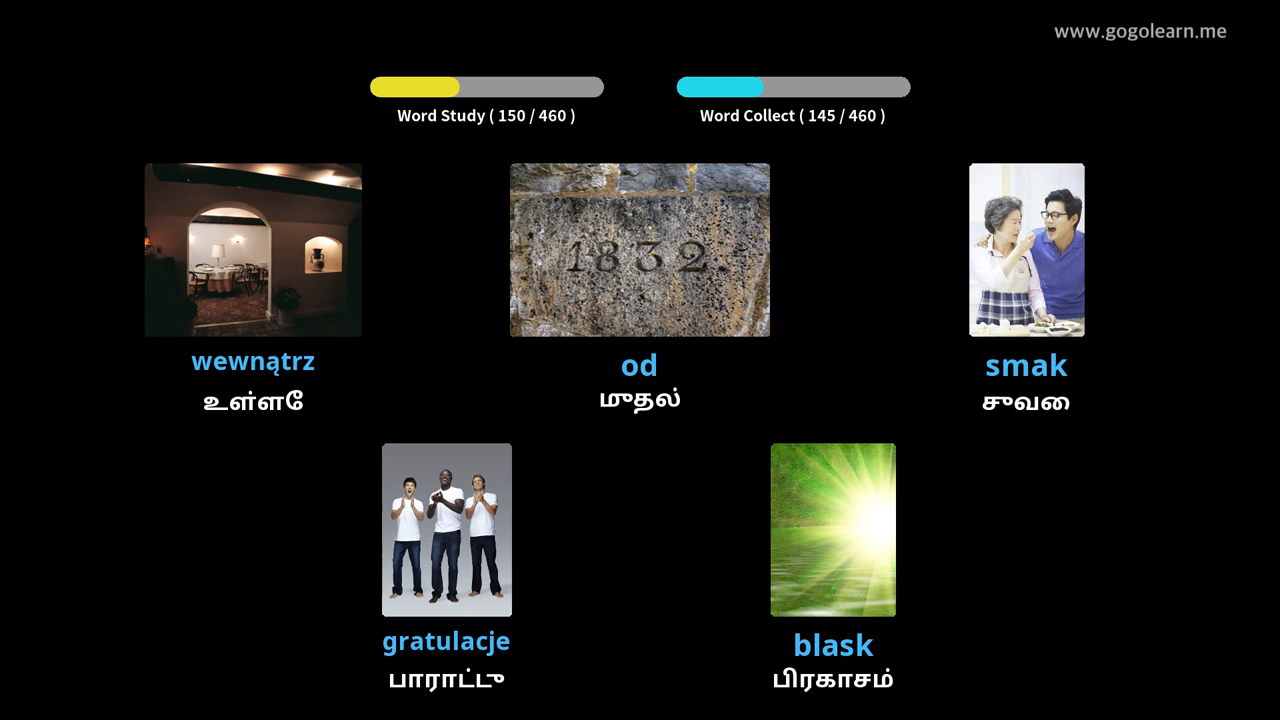 www.gogolearn.me
Word Study ( 150 / 460 )
Word Collect ( 145 / 460 )
1832
wewnątrz
உள்ளே
od
முதல்
smak
சுவை
gratulacje
பாராட்டு
blask
பிரகாசம்